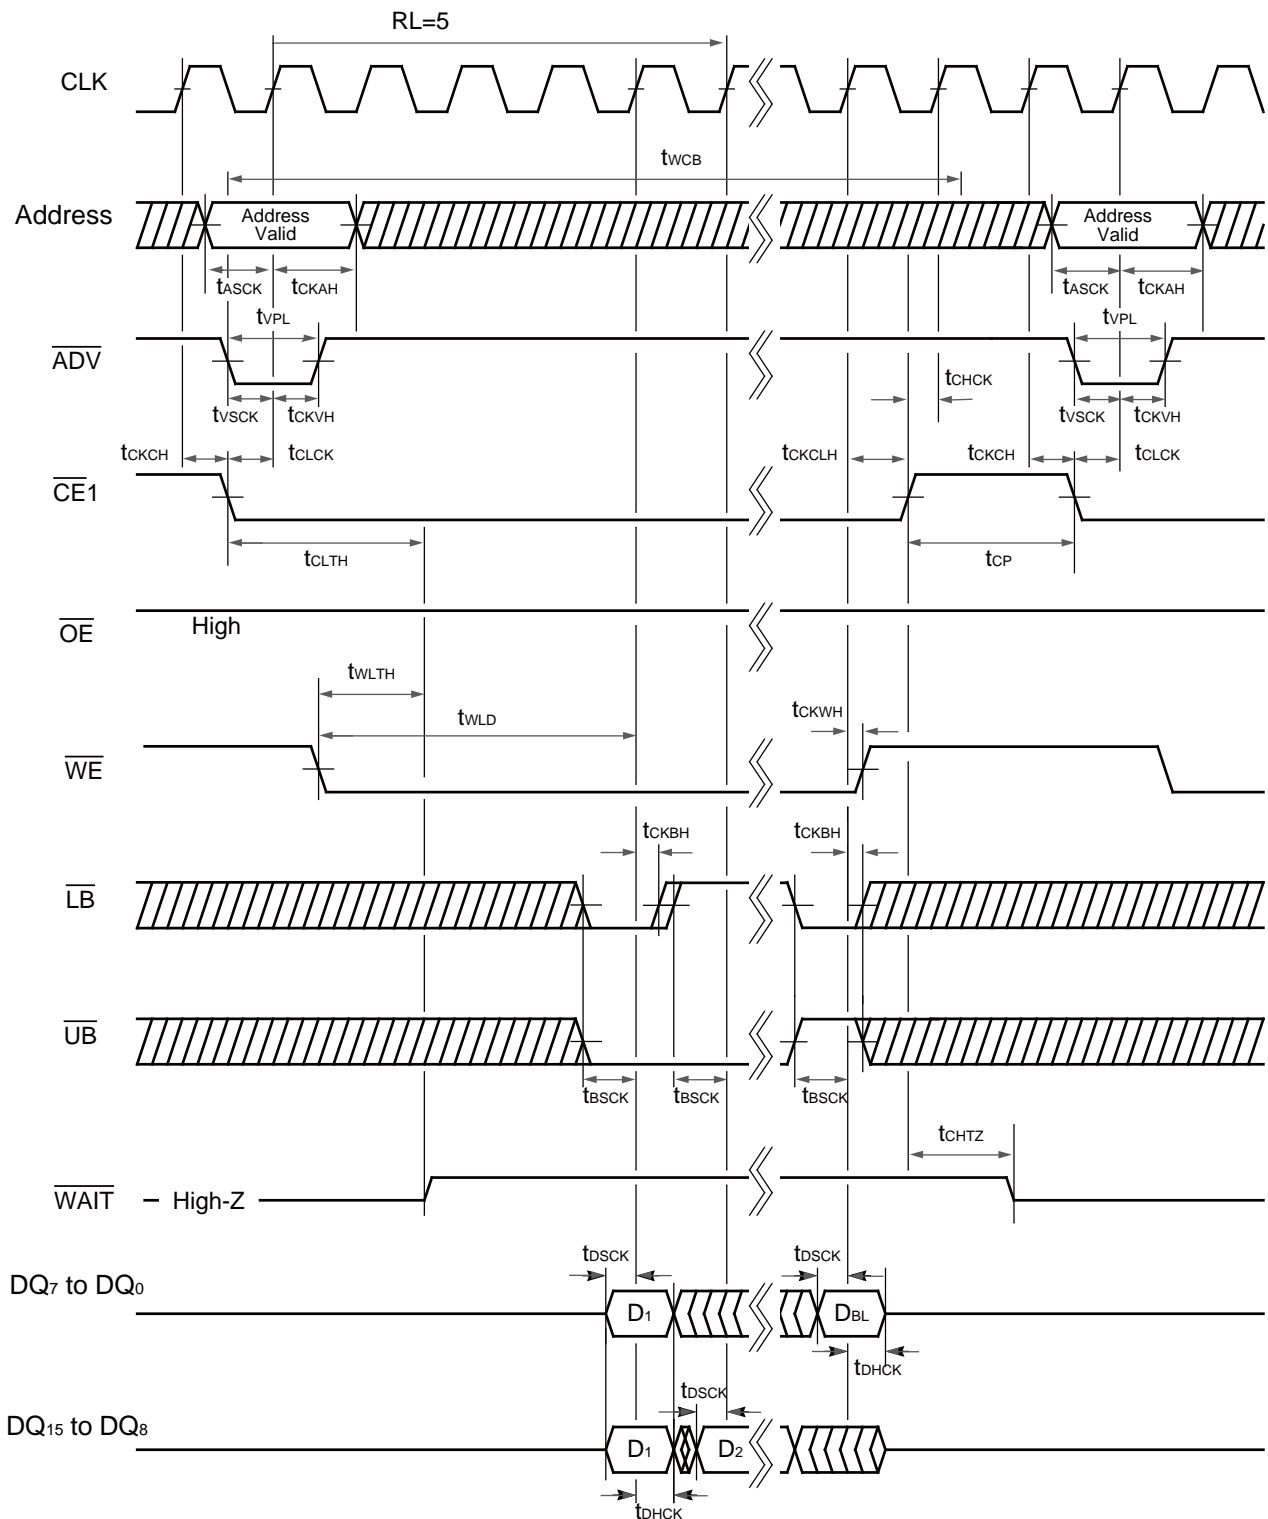 RL=5
CLK
tWCB
Address
Address Valid
Address Valid
tASCK tCKAH tASCK tCKAH
tVPL tVPL
ADV
tCHCK
tVSCK tCKVH tVSCK tCKVH
tCKCH tCLCK tCKCLH tCKCH tCLCK
CE1
tCLTH tCP
OE High
tWLTH
tWLD tCKWH
WE
tCKBH tCKBH
LB
UB
tBSCK tBSCK tBSCK
tCHTZ
WAIT High-Z
tDSCK tDSCK
DQ7 to DQ0
D1 DBL
tDHCK
tDSCK
DQ15 to DQ8
D1 D2
tDHCK